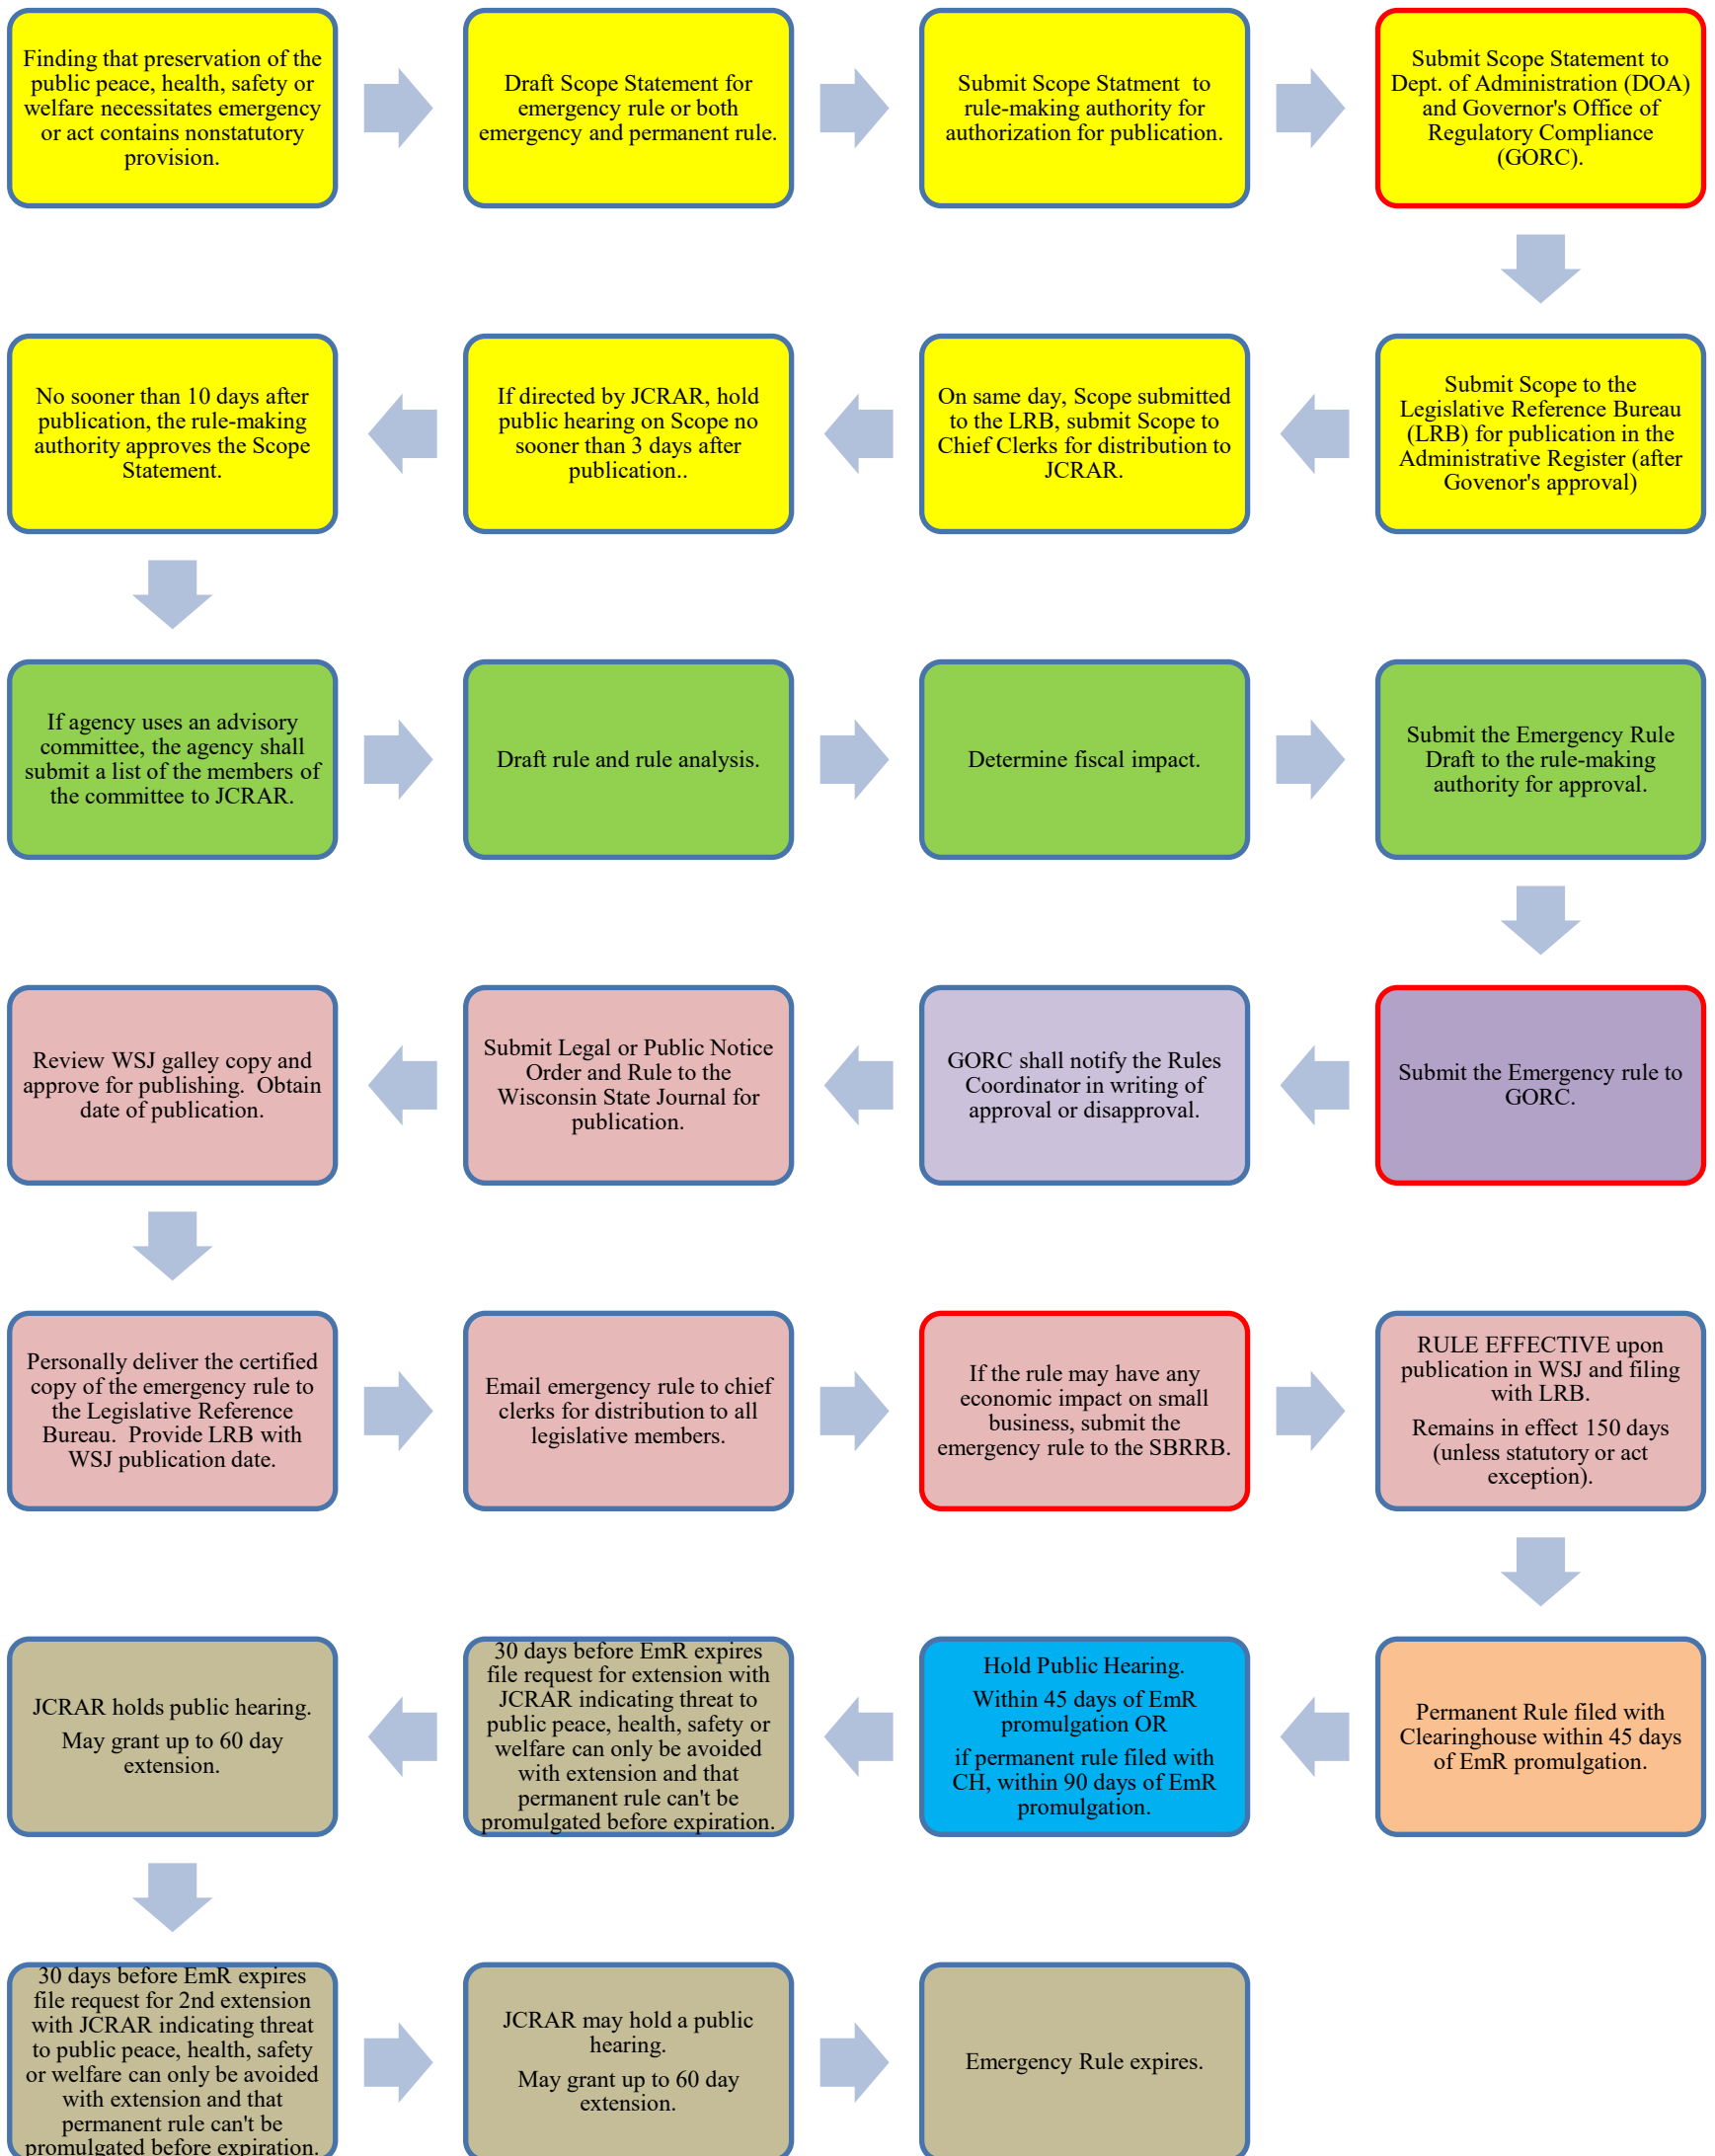 Finding that preservation of the
public peace, health, safety or
welfare necessitates emergency
or act contains nonstatutory
provision.
Draft Scope Statement for
emergency rule or both
emergency and permanent rule.
Submit Scope Statment  to
rule-making authority for
authorization for publication.
Submit Scope Statement to
Dept. of Administration (DOA)
and Governor's Office of
Regulatory Compliance
(GORC).
Submit Scope to the
Legislative Reference Bureau
(LRB) for publication in the
Administrative Register (after
Govenor's approval)
On same day, Scope submitted
to the LRB, submit Scope to
Chief Clerks for distribution to
JCRAR.
If directed by JCRAR, hold
public hearing on Scope no
sooner than 3 days after
publication..
No sooner than 10 days after
publication, the rule-making
authority approves the Scope
Statement.
If agency uses an advisory
committee, the agency shall
submit a list of the members of
the committee to JCRAR.
Draft rule and rule analysis.
Determine fiscal impact.
Submit the Emergency Rule
Draft to the rule-making
authority for approval.
Submit the Emergency rule to
GORC.
GORC shall notify the Rules
Coordinator in writing of
approval or disapproval.
Submit Legal or Public Notice
Order and Rule to the
Wisconsin State Journal for
publication.
Review WSJ galley copy and
approve for publishing.  Obtain
date of publication.
Personally deliver the certified
copy of the emergency rule to
the Legislative Reference
Bureau.  Provide LRB with
WSJ publication date.
Email emergency rule to chief
clerks for distribution to all
legislative members.
If the rule may have any
economic impact on small
business, submit the
emergency rule to the SBRRB.
RULE EFFECTIVE upon
publication in WSJ and filing
with LRB.
Remains in effect 150 days
(unless statutory or act
exception).
Permanent Rule filed with
Clearinghouse within 45 days
of EmR promulgation.
Hold Public Hearing.
Within 45 days of EmR
promulgation OR
if permanent rule filed with
CH, within 90 days of EmR
promulgation.
30 days before EmR expires
file request for extension with
JCRAR indicating threat to
public peace, health, safety or
welfare can only be avoided
with extension and that
permanent rule can't be
promulgated before expiration.
JCRAR holds public hearing.
May grant up to 60 day
extension.
30 days before EmR expires
file request for 2nd extension
with JCRAR indicating threat
to public peace, health, safety
or welfare can only be avoided
with extension and that
permanent rule can't be
promulgated before expiration.
JCRAR may hold a public
hearing.
May grant up to 60 day
extension.
Emergency Rule expires.